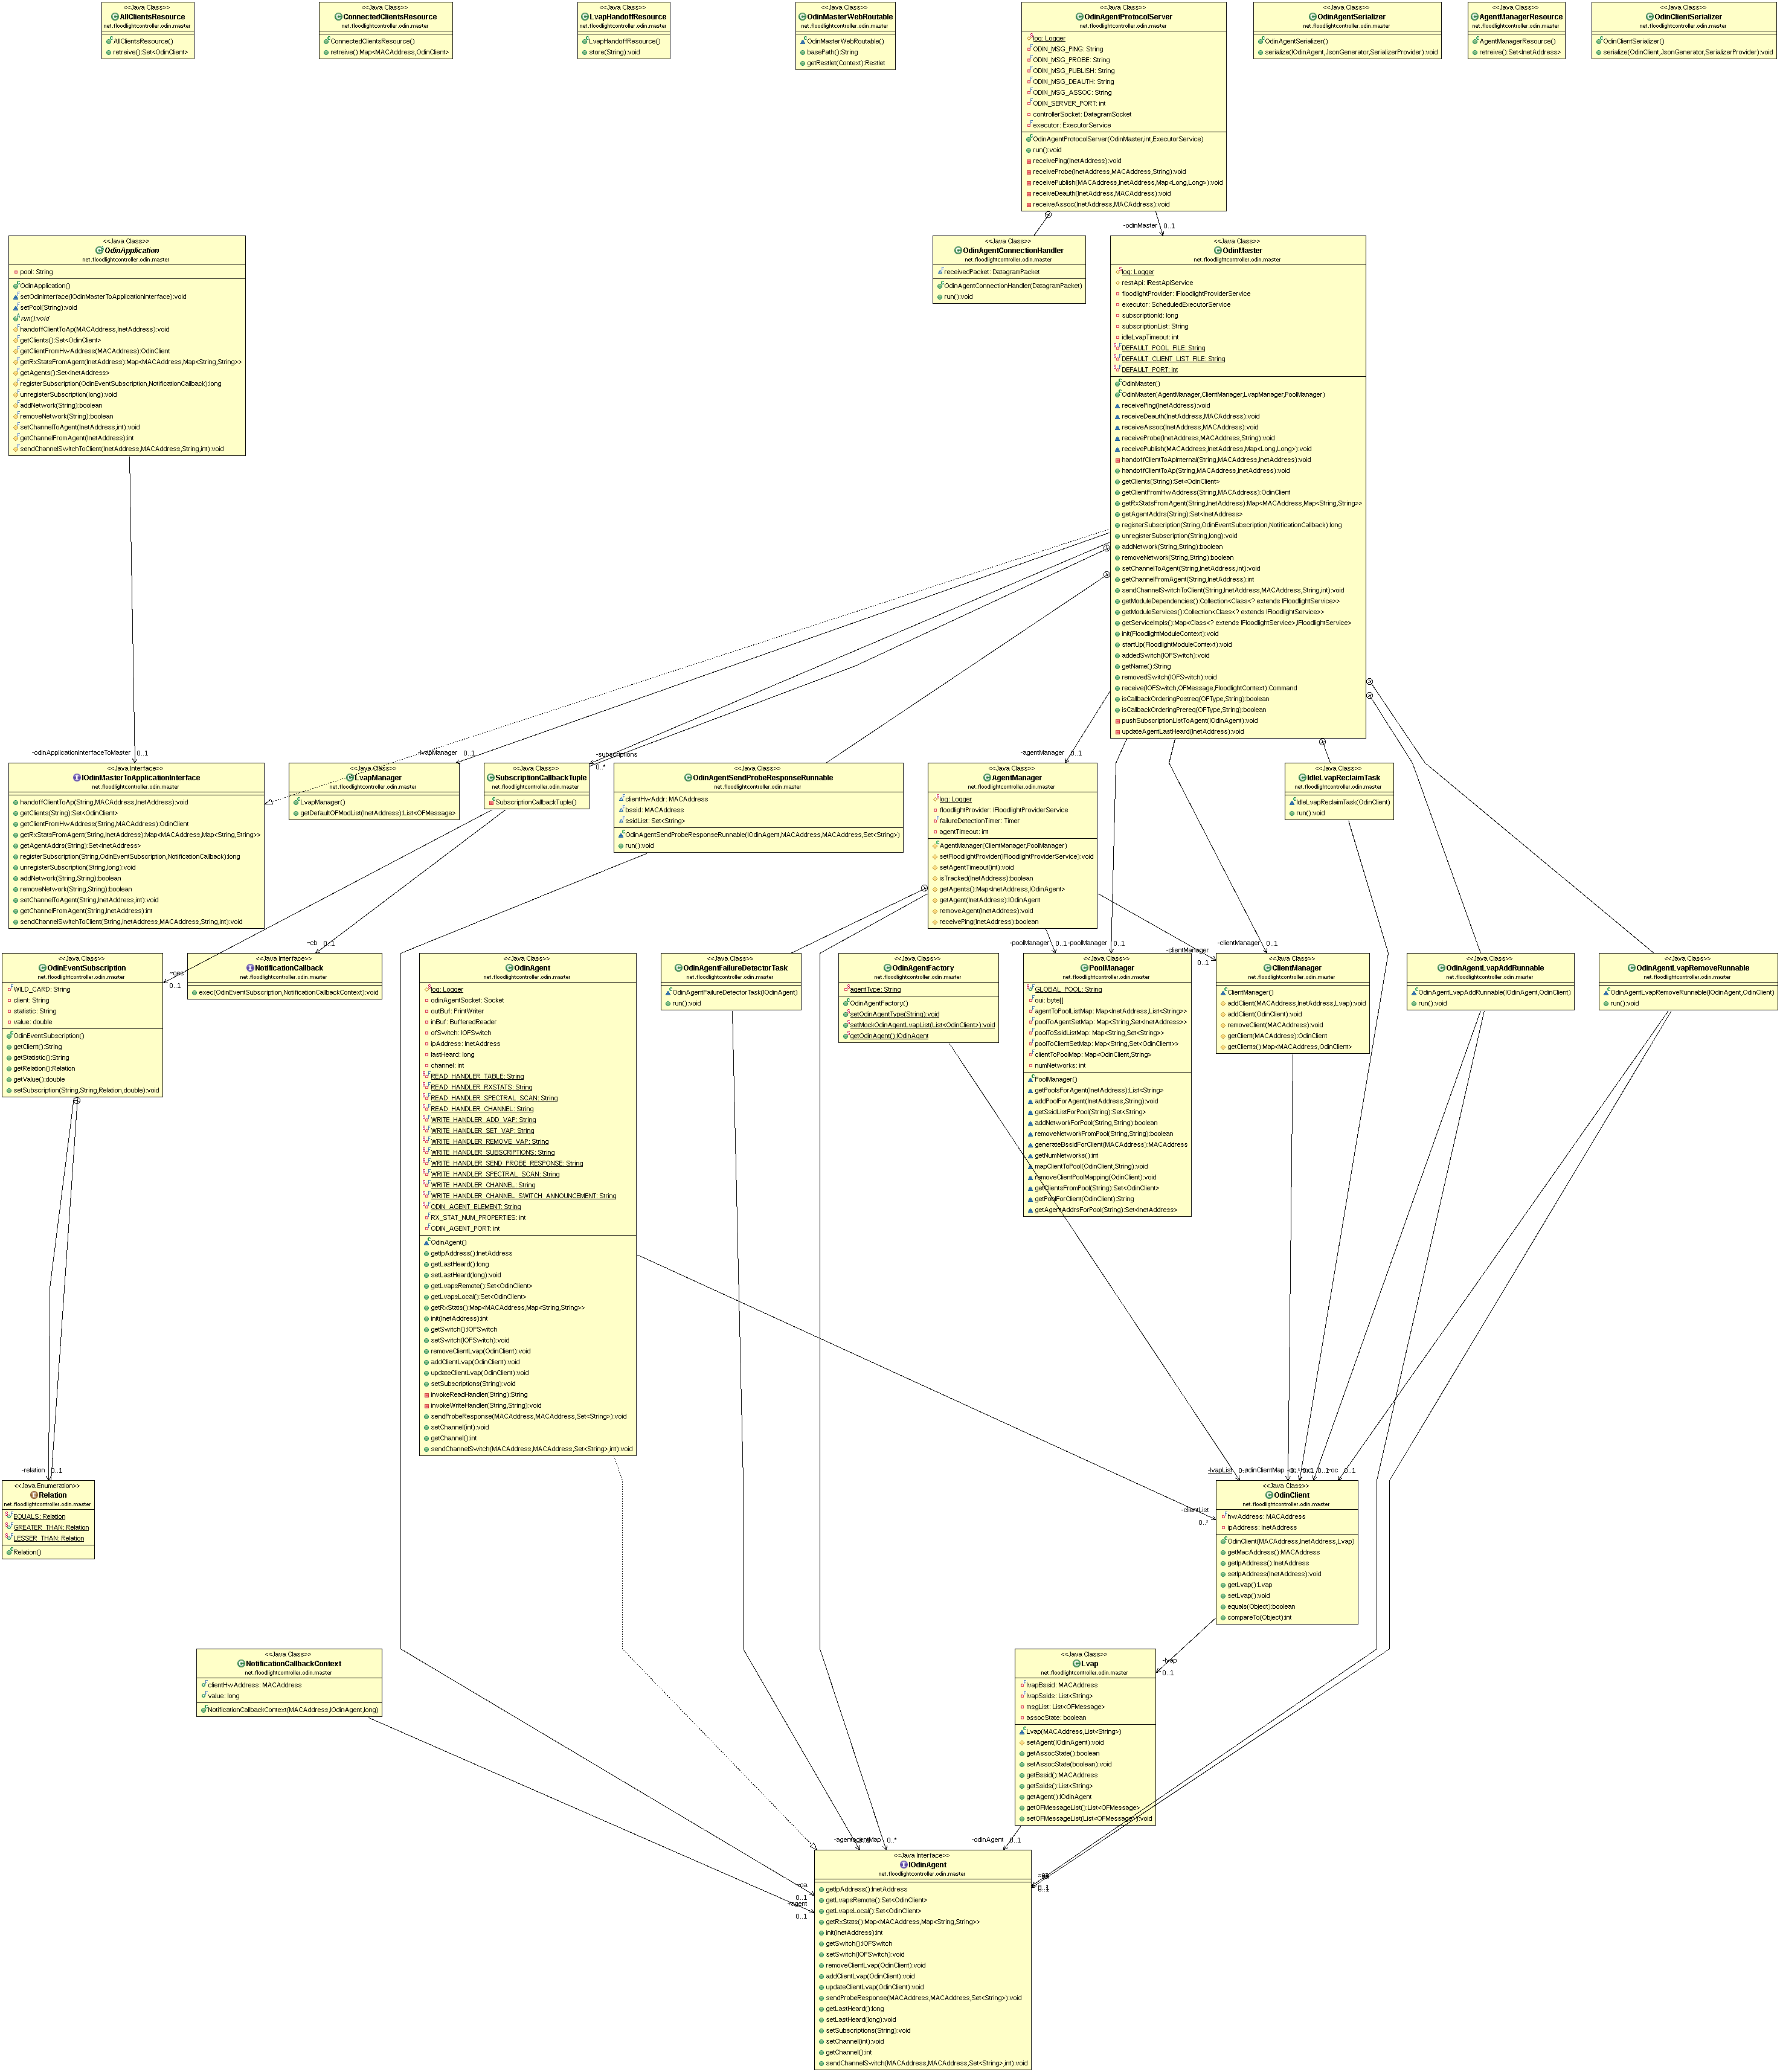 <<Java Class>>
AllClientsResource
net.floodlightcontroller.odin.master
AllClientsResource()
retreive():Set<OdinClient>
<<Java Class>>
ConnectedClientsResource
net.floodlightcontroller.odin.master
ConnectedClientsResource()
retreive():Map<MACAddress,OdinClient>
<<Java Class>>
LvapHandoffResource
net.floodlightcontroller.odin.master
LvapHandoffResource()
store(String):void
<<Java Class>>
OdinMasterWebRoutable
net.floodlightcontroller.odin.master
OdinMasterWebRoutable()
basePath():String
getRestlet(Context):Restlet
<<Java Class>>
OdinAgentProtocolServer
net.floodlightcontroller.odin.master
log: Logger
ODIN_MSG_PING: String
ODIN_MSG_PROBE: String
ODIN_MSG_PUBLISH: String
ODIN_MSG_DEAUTH: String
ODIN_MSG_ASSOC: String
ODIN_SERVER_PORT: int
controllerSocket: DatagramSocket
executor: ExecutorService
OdinAgentProtocolServer(OdinMaster,int,ExecutorService)
run():void
receivePing(InetAddress):void
receiveProbe(InetAddress,MACAddress,String):void
receivePublish(MACAddress,InetAddress,Map<Long,Long>):void
receiveDeauth(InetAddress,MACAddress):void
receiveAssoc(InetAddress,MACAddress):void
<<Java Class>>
OdinAgentSerializer
net.floodlightcontroller.odin.master
OdinAgentSerializer()
serialize(IOdinAgent,JsonGenerator,SerializerProvider):void
<<Java Class>>
AgentManagerResource
net.floodlightcontroller.odin.master
AgentManagerResource()
retreive():Set<InetAddress>
<<Java Class>>
OdinClientSerializer
net.floodlightcontroller.odin.master
OdinClientSerializer()
serialize(OdinClient,JsonGenerator,SerializerProvider):void
-odinMaster 0..1
<<Java Class>>
OdinApplication
net.floodlightcontroller.odin.master
pool: String
OdinApplication()
setOdinInterface(IOdinMasterToApplicationInterface):void
setPool(String):void
run():void
handoffClientToAp(MACAddress,InetAddress):void
getClients():Set<OdinClient>
getClientFromHwAddress(MACAddress):OdinClient
getRxStatsFromAgent(InetAddress):Map<MACAddress,Map<String,String>>
getAgents():Set<InetAddress>
registerSubscription(OdinEventSubscription,NotificationCallback):long
unregisterSubscription(long):void
addNetwork(String):boolean
removeNetwork(String):boolean
setChannelToAgent(InetAddress,int):void
getChannelFromAgent(InetAddress):int
sendChannelSwitchToClient(InetAddress,MACAddress,String,int):void
<<Java Class>>
OdinAgentConnectionHandler
net.floodlightcontroller.odin.master
receivedPacket: DatagramPacket
OdinAgentConnectionHandler(DatagramPacket)
run():void
<<Java Class>>
OdinMaster
net.floodlightcontroller.odin.master
log: Logger
restApi: IRestApiService
floodlightProvider: IFloodlightProviderService
executor: ScheduledExecutorService
subscriptionId: long
subscriptionList: String
idleLvapTimeout: int
DEFAULT_POOL_FILE: String
DEFAULT_CLIENT_LIST_FILE: String
DEFAULT_PORT: int
OdinMaster()
OdinMaster(AgentManager,ClientManager,LvapManager,PoolManager)
receivePing(InetAddress):void
receiveDeauth(InetAddress,MACAddress):void
receiveAssoc(InetAddress,MACAddress):void
receiveProbe(InetAddress,MACAddress,String):void
receivePublish(MACAddress,InetAddress,Map<Long,Long>):void
handoffClientToApInternal(String,MACAddress,InetAddress):void
handoffClientToAp(String,MACAddress,InetAddress):void
getClients(String):Set<OdinClient>
getClientFromHwAddress(String,MACAddress):OdinClient
getRxStatsFromAgent(String,InetAddress):Map<MACAddress,Map<String,String>>
getAgentAddrs(String):Set<InetAddress>
registerSubscription(String,OdinEventSubscription,NotificationCallback):long
unregisterSubscription(String,long):void
addNetwork(String,String):boolean
removeNetwork(String,String):boolean
setChannelToAgent(String,InetAddress,int):void
getChannelFromAgent(String,InetAddress):int
sendChannelSwitchToClient(String,InetAddress,MACAddress,String,int):void
getModuleDependencies():Collection<Class<? extends IFloodlightService>>
getModuleServices():Collection<Class<? extends IFloodlightService>>
getServiceImpls():Map<Class<? extends IFloodlightService>,IFloodlightService>
init(FloodlightModuleContext):void
startUp(FloodlightModuleContext):void
addedSwitch(IOFSwitch):void
getName():String
removedSwitch(IOFSwitch):void
receive(IOFSwitch,OFMessage,FloodlightContext):Command
isCallbackOrderingPostreq(OFType,String):boolean
isCallbackOrderingPrereq(OFType,String):boolean
pushSubscriptionListToAgent(IOdinAgent):void
updateAgentLastHeard(InetAddress):void
-odinApplicationInterfaceToMaster 0..1
-lvapManager 0..1
-subscriptions
0..*
-agentManager 0..1
<<Java Interface>>
IOdinMasterToApplicationInterface
net.floodlightcontroller.odin.master
handoffClientToAp(String,MACAddress,InetAddress):void
getClients(String):Set<OdinClient>
getClientFromHwAddress(String,MACAddress):OdinClient
getRxStatsFromAgent(String,InetAddress):Map<MACAddress,Map<String,String>>
getAgentAddrs(String):Set<InetAddress>
registerSubscription(String,OdinEventSubscription,NotificationCallback):long
unregisterSubscription(String,long):void
addNetwork(String,String):boolean
removeNetwork(String,String):boolean
setChannelToAgent(String,InetAddress,int):void
getChannelFromAgent(String,InetAddress):int
sendChannelSwitchToClient(String,InetAddress,MACAddress,String,int):void
<<Java Class>>
LvapManager
net.floodlightcontroller.odin.master
LvapManager()
getDefaultOFModList(InetAddress):List<OFMessage>
<<Java Class>>
SubscriptionCallbackTuple
net.floodlightcontroller.odin.master
SubscriptionCallbackTuple()
<<Java Class>>
OdinAgentSendProbeResponseRunnable
net.floodlightcontroller.odin.master
clientHwAddr: MACAddress
bssid: MACAddress
ssidList: Set<String>
OdinAgentSendProbeResponseRunnable(IOdinAgent,MACAddress,MACAddress,Set<String>)
run():void
<<Java Class>>
AgentManager
net.floodlightcontroller.odin.master
log: Logger
floodlightProvider: IFloodlightProviderService
failureDetectionTimer: Timer
agentTimeout: int
AgentManager(ClientManager,PoolManager)
setFloodlightProvider(IFloodlightProviderService):void
setAgentTimeout(int):void
isTracked(InetAddress):boolean
getAgents():Map<InetAddress,IOdinAgent>
getAgent(InetAddress):IOdinAgent
removeAgent(InetAddress):void
receivePing(InetAddress):boolean
<<Java Class>>
IdleLvapReclaimTask
net.floodlightcontroller.odin.master
IdleLvapReclaimTask(OdinClient)
run():void
~oes
0..1
~cb 0..1
-poolManager 0..1
-poolManager 0..1
-clientManager
0..1
-clientManager 0..1
<<Java Class>>
OdinEventSubscription
net.floodlightcontroller.odin.master
WILD_CARD: String
client: String
statistic: String
value: double
OdinEventSubscription()
getClient():String
getStatistic():String
getRelation():Relation
getValue():double
setSubscription(String,String,Relation,double):void
<<Java Interface>>
NotificationCallback
net.floodlightcontroller.odin.master
exec(OdinEventSubscription,NotificationCallbackContext):void
<<Java Class>>
OdinAgent
net.floodlightcontroller.odin.master
log: Logger
odinAgentSocket: Socket
outBuf: PrintWriter
inBuf: BufferedReader
ofSwitch: IOFSwitch
ipAddress: InetAddress
lastHeard: long
channel: int
READ_HANDLER_TABLE: String
READ_HANDLER_RXSTATS: String
READ_HANDLER_SPECTRAL_SCAN: String
READ_HANDLER_CHANNEL: String
WRITE_HANDLER_ADD_VAP: String
WRITE_HANDLER_SET_VAP: String
WRITE_HANDLER_REMOVE_VAP: String
WRITE_HANDLER_SUBSCRIPTIONS: String
WRITE_HANDLER_SEND_PROBE_RESPONSE: String
WRITE_HANDLER_SPECTRAL_SCAN: String
WRITE_HANDLER_CHANNEL: String
WRITE_HANDLER_CHANNEL_SWITCH_ANNOUNCEMENT: String
ODIN_AGENT_ELEMENT: String
RX_STAT_NUM_PROPERTIES: int
ODIN_AGENT_PORT: int
OdinAgent()
getIpAddress():InetAddress
getLastHeard():long
setLastHeard(long):void
getLvapsRemote():Set<OdinClient>
getLvapsLocal():Set<OdinClient>
getRxStats():Map<MACAddress,Map<String,String>>
init(InetAddress):int
getSwitch():IOFSwitch
setSwitch(IOFSwitch):void
removeClientLvap(OdinClient):void
addClientLvap(OdinClient):void
updateClientLvap(OdinClient):void
setSubscriptions(String):void
invokeReadHandler(String):String
invokeWriteHandler(String,String):void
sendProbeResponse(MACAddress,MACAddress,Set<String>):void
setChannel(int):void
getChannel():int
sendChannelSwitch(MACAddress,MACAddress,Set<String>,int):void
<<Java Class>>
OdinAgentFailureDetectorTask
net.floodlightcontroller.odin.master
OdinAgentFailureDetectorTask(IOdinAgent)
run():void
<<Java Class>>
OdinAgentFactory
net.floodlightcontroller.odin.master
agentType: String
OdinAgentFactory()
setOdinAgentType(String):void
setMockOdinAgentLvapList(List<OdinClient>):void
getOdinAgent():IOdinAgent
<<Java Class>>
PoolManager
net.floodlightcontroller.odin.master
GLOBAL_POOL: String
oui: byte[]
agentToPoolListMap: Map<InetAddress,List<String>>
poolToAgentSetMap: Map<String,Set<InetAddress>>
poolToSsidListMap: Map<String,Set<String>>
poolToClientSetMap: Map<String,Set<OdinClient>>
clientToPoolMap: Map<OdinClient,String>
numNetworks: int
PoolManager()
getPoolsForAgent(InetAddress):List<String>
addPoolForAgent(InetAddress,String):void
getSsidListForPool(String):Set<String>
addNetworkForPool(String,String):boolean
removeNetworkFromPool(String,String):boolean
generateBssidForClient(MACAddress):MACAddress
getNumNetworks():int
mapClientToPool(OdinClient,String):void
removeClientPoolMapping(OdinClient):void
getClientsFromPool(String):Set<OdinClient>
getPoolForClient(OdinClient):String
getAgentAddrsForPool(String):Set<InetAddress>
<<Java Class>>
ClientManager
net.floodlightcontroller.odin.master
ClientManager()
addClient(MACAddress,InetAddress,Lvap):void
addClient(OdinClient):void
removeClient(MACAddress):void
getClient(MACAddress):OdinClient
getClients():Map<MACAddress,OdinClient>
<<Java Class>>
OdinAgentLvapAddRunnable
net.floodlightcontroller.odin.master
OdinAgentLvapAddRunnable(IOdinAgent,OdinClient)
run():void
<<Java Class>>
OdinAgentLvapRemoveRunnable
net.floodlightcontroller.odin.master
OdinAgentLvapRemoveRunnable(IOdinAgent,OdinClient)
run():void
-relation 0..1
<<Java Enumeration>>
Relation
net.floodlightcontroller.odin.master
EQUALS: Relation
GREATER_THAN: Relation
LESSER_THAN: Relation
Relation()
-lvapList
-odinClientMap
0..1
~oc 0..1
-clientList
0..*
<<Java Class>>
OdinClient
net.floodlightcontroller.odin.master
hwAddress: MACAddress
ipAddress: InetAddress
OdinClient(MACAddress,InetAddress,Lvap)
getMacAddress():MACAddress
getIpAddress():InetAddress
setIpAddress(InetAddress):void
getLvap():Lvap
setLvap():void
equals(Object):boolean
compareTo(Object):int
<<Java Class>>
NotificationCallbackContext
net.floodlightcontroller.odin.master
clientHwAddress: MACAddress
value: long
NotificationCallbackContext(MACAddress,IOdinAgent,long)
-lvap
0..1
<<Java Class>>
Lvap
net.floodlightcontroller.odin.master
lvapBssid: MACAddress
lvapSsids: List<String>
msgList: List<OFMessage>
assocState: boolean
Lvap(MACAddress,List<String>)
setAgent(IOdinAgent):void
getAssocState():boolean
setAssocState(boolean):void
getBssid():MACAddress
getSsids():List<String>
getAgent():IOdinAgent
getOFMessageList():List<OFMessage>
setOFMessageList(List<OFMessage>):void
0..*
-odinAgent 0..1
~oa
0..1
+agent
0..1
~oa
0..1
<<Java Interface>>
IOdinAgent
net.floodlightcontroller.odin.master
getIpAddress():InetAddress
getLvapsRemote():Set<OdinClient>
getLvapsLocal():Set<OdinClient>
getRxStats():Map<MACAddress,Map<String,String>>
init(InetAddress):int
getSwitch():IOFSwitch
setSwitch(IOFSwitch):void
removeClientLvap(OdinClient):void
addClientLvap(OdinClient):void
updateClientLvap(OdinClient):void
sendProbeResponse(MACAddress,MACAddress,Set<String>):void
getLastHeard():long
setLastHeard(long):void
setSubscriptions(String):void
setChannel(int):void
getChannel():int
sendChannelSwitch(MACAddress,MACAddress,Set<String>,int):void